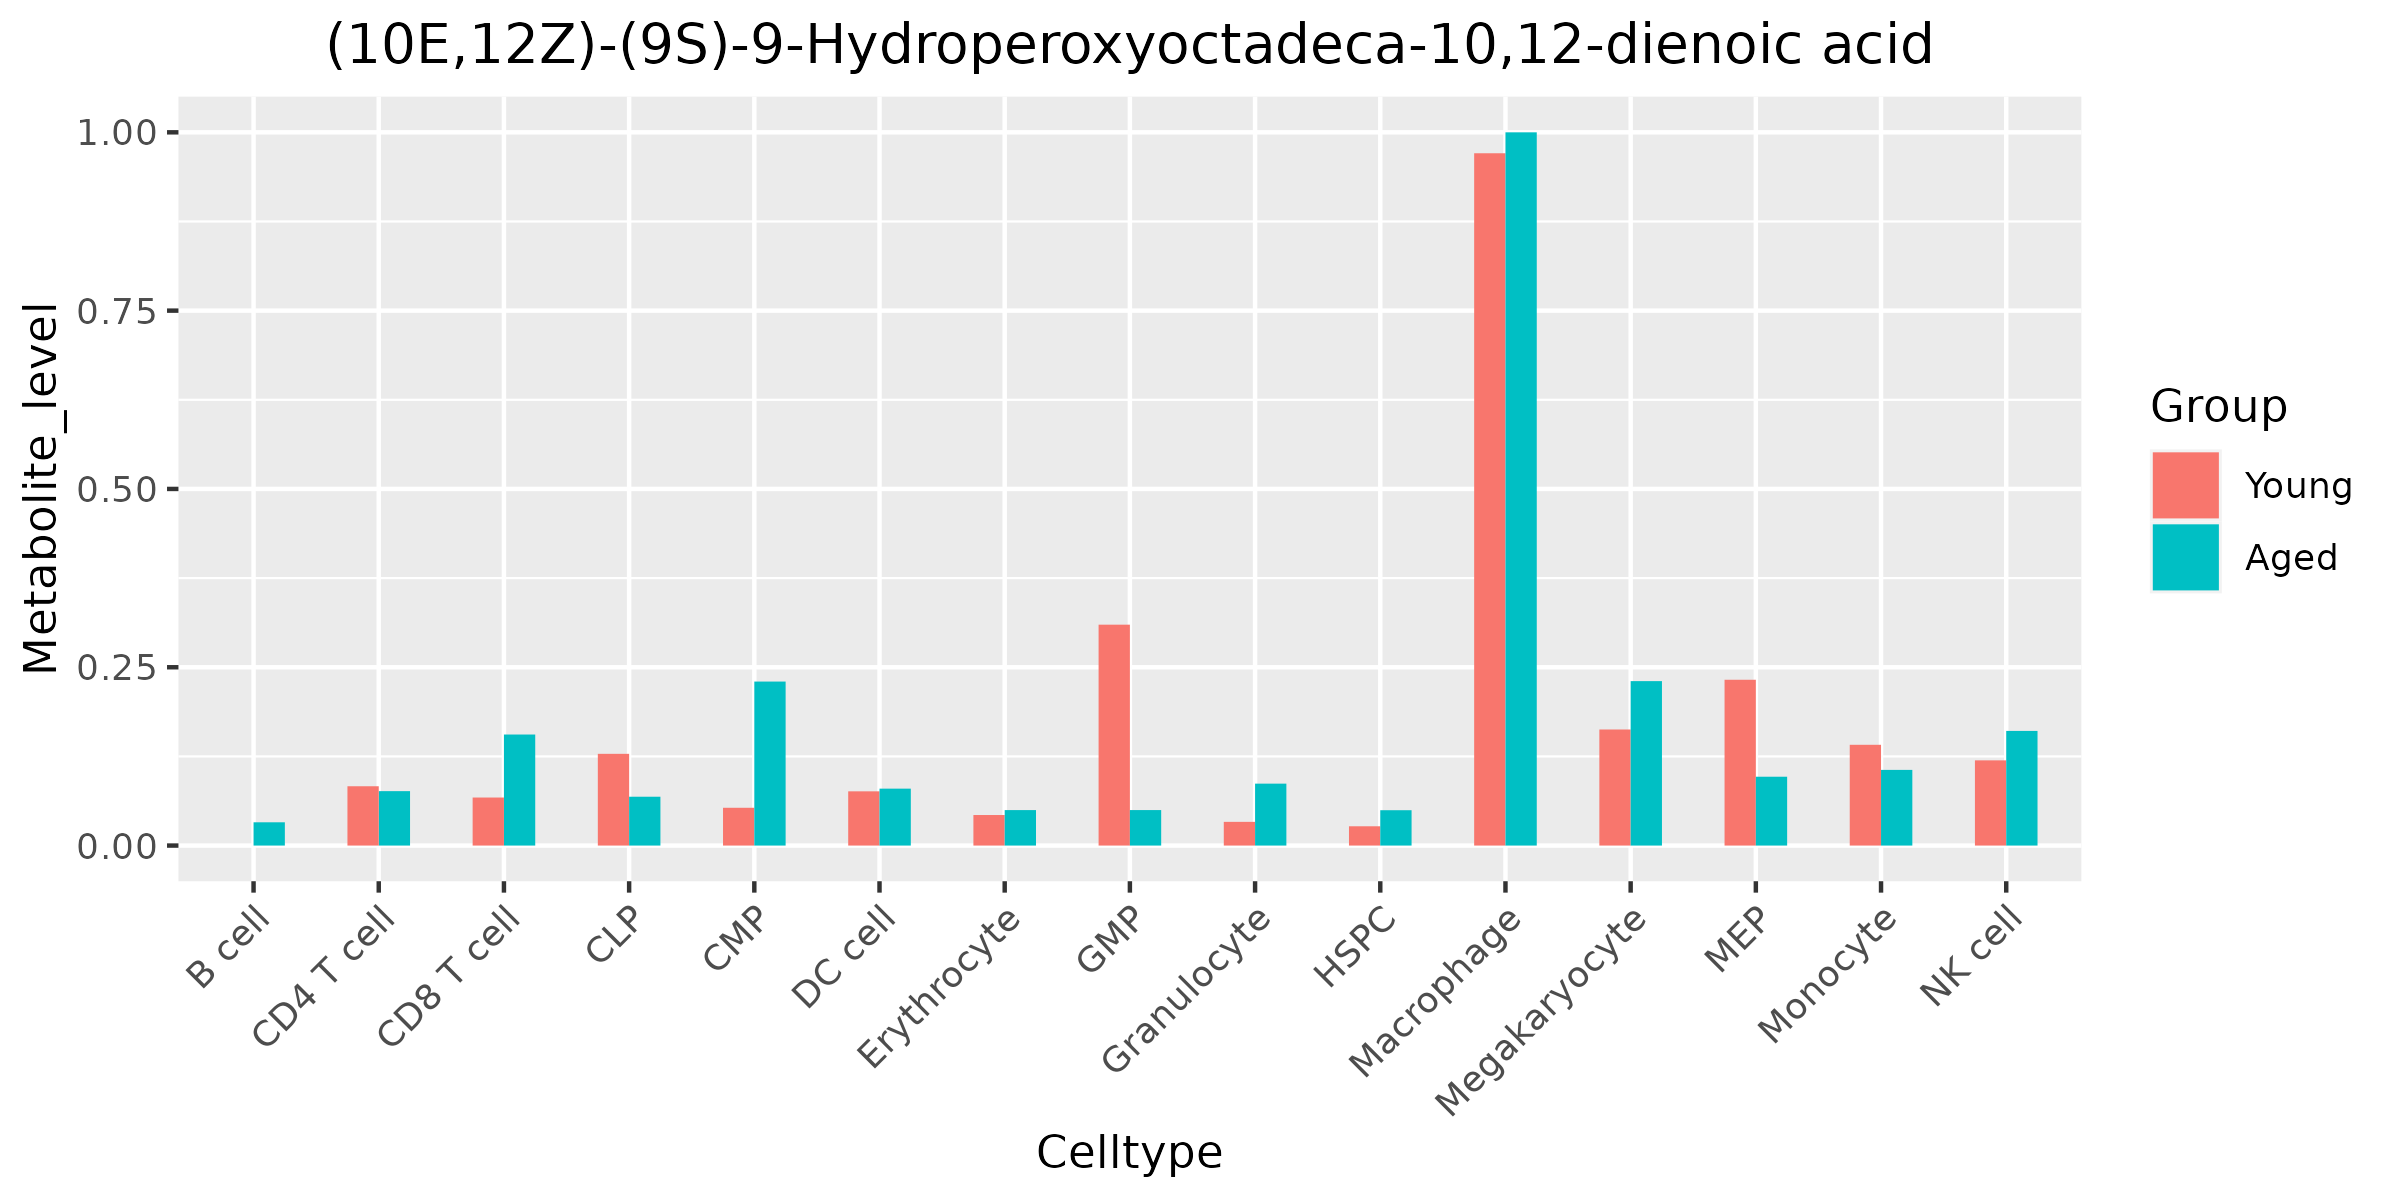 (10E,12Z)-(9S)-9-Hydroperoxyoctadeca-10,12-dienoic acid
Metabolite_level
1.00
0.75
0.50
0.25
0.00
B cell
CD4 T cell
CD8 T cell
CLP
CMP
DC cell
Erythrocyte
GMP
Granulocyte
HSPC
Macrophage
Megakaryocyte
MEP
Monocyte
NK cell
Celltype
Group
Young
Aged